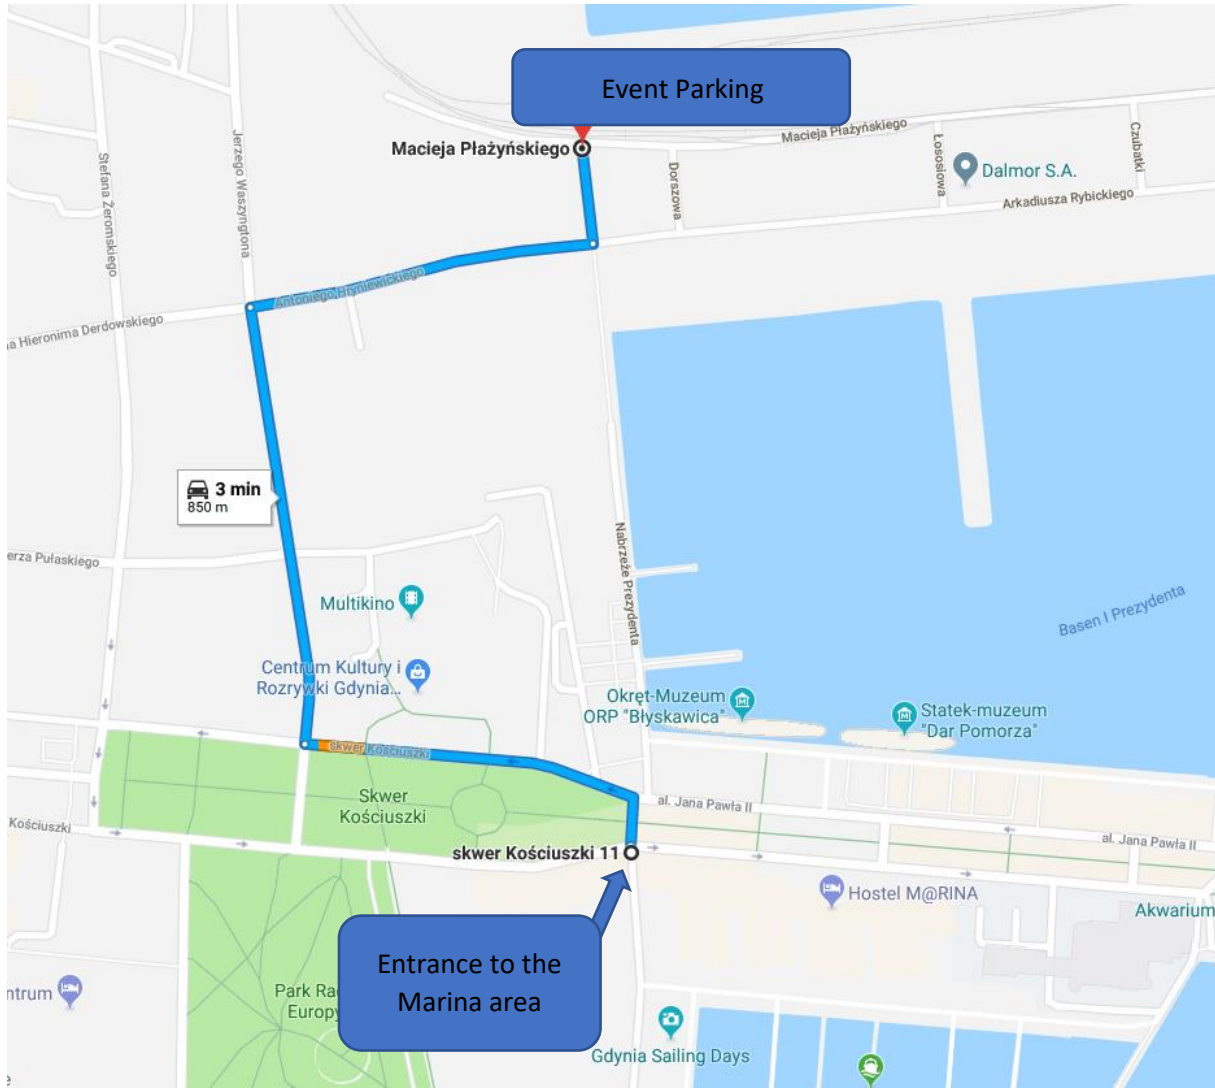 Event Parking
Macieja Płażyńskiego
Macieja Płażyńskiego
Łososiowa
Czubatki
Dorszowa
Dalmor S.A.
Arkadiusza Rybickiego
Jerzego Waszyngtona
Stefana Żeromskiego
Antoniego Hryniewickiego
a Hieronima Derdowskiego
3 min
850 m
Nabrzeże Prezydenta
erza Pułaskiego
Multikino
Basen I Prezydenta
Centrum Kultury i
Rozrywki Gdynia...
Okręt-Muzeum
ORP "Błyskawica"
Statek-muzeum
"Dar Pomorza"
skwer Kościuszki
Skwer
Kościuszki
al. Jana Pawła II
al. Jana Pawła II
Kościuszki
skwer Kościuszki 11
Hostel M@RINA
Akwarium
Entrance to the
Marina area
ntrum
Park Ra
Europy
Gdynia Sailing Days